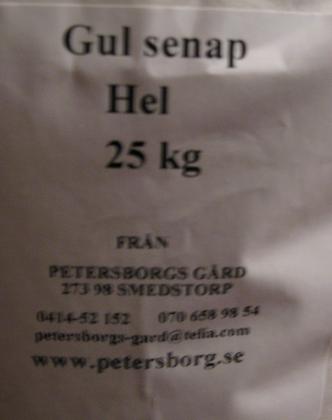 Gul senap
Hel
25 kg
FRÅN
PETERSBORGS GÅRD
273 98 SMEDSTORP
0414-52 152 070 658 98 54
petersborgs-gard@telia.com
www.petersborg.se